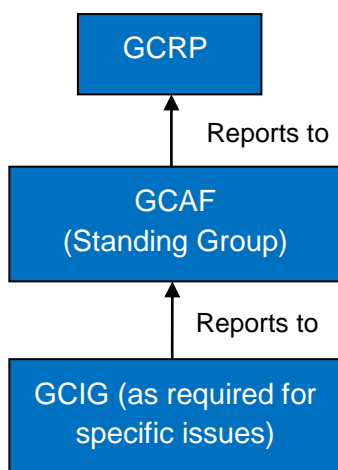 GCRP
Reports to
GCAF
(Standing Group)
Reports to
GCIG (as required for
specific issues)